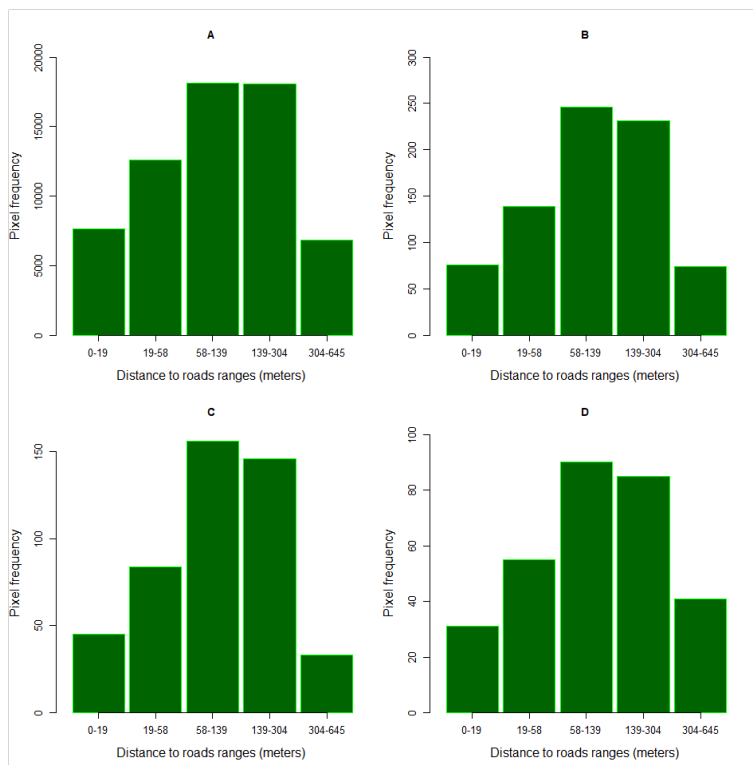 A
Pixel frequency
0 5000 10000 15000 20000
0-19 19-58 58-139 139-304 304-645
Distance to roads ranges (meters)
B
Pixel frequency
0 50 100 150 200 250 300
0-19 19-58 58-139 139-304 304-645
Distance to roads ranges (meters)
C
Pixel frequency
0 50 100 150
0-19 19-58 58-139 139-304 304-645
Distance to roads ranges (meters)
D
Pixel frequency
0 20 40 60 80 100
0-19 19-58 58-139 139-304 304-645
Distance to roads ranges (meters)